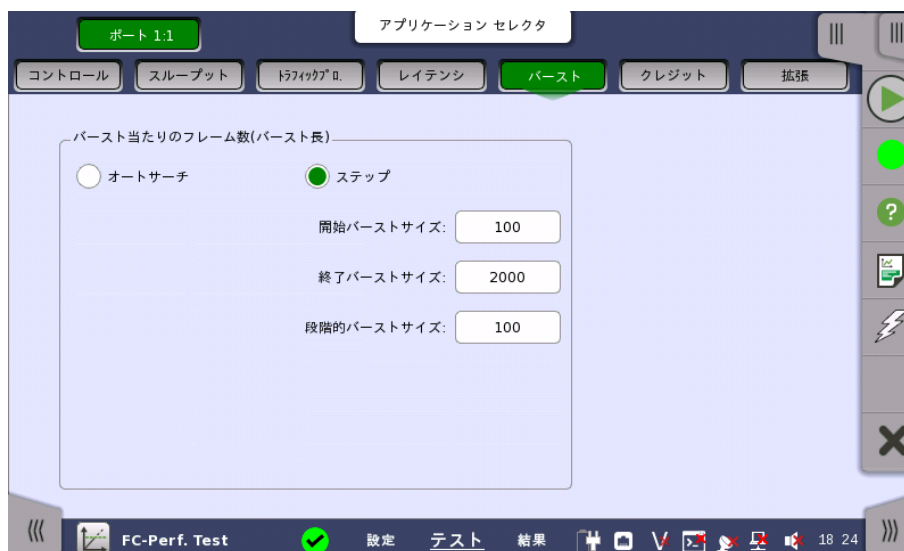 ポート 1:1
アプリケーション セレクタ
コントロール スループット ﾄﾗﾌｨｯｸﾌﾟﾛ. レイテンシ バースト クレジット 拡張
バースト当たりのフレーム数(バースト長)
オートサーチ ステップ
開始バーストサイズ: 100
終了バーストサイズ: 2000
段階的バーストサイズ: 100
FC-Perf. Test 設定 テスト 結果 18 24